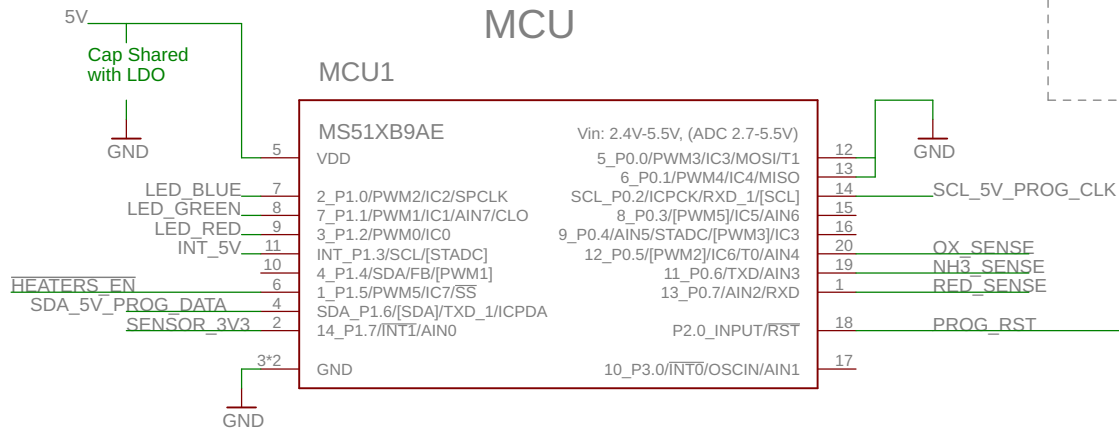 MCU
5V
Cap Shared
with LDO
GND
MCU1
MS51XB9AE
Vin: 2.4V-5.5V, (ADC 2.7-5.5V)
GND
5 VDD
5_P0.0/PWM3/IC3/MOSI/T1 12
6_P0.1/PWM4/IC4/MISO 13
LED_BLUE 7 2_P1.0/PWM2/IC2/SPCLK
SCL_P0.2/ICPCK/RXD_1/[SCL] 14 SCL_5V_PROG_CLK
LED_GREEN 8 7_P1.1/PWM1/IC1/AIN7/CLO
8_P0.3/[PWM5]/IC5/AIN6 15
LED_RED 9 3_P1.2/PWM0/IC0
9_P0.4/AIN5/STADC/[PWM3]/IC3 16
INT_5V 11 INT_P1.3/SCL/[STADC]
12_P0.5/[PWM2]/IC6/T0/AIN4 20 OX_SENSE
10 4_P1.4/SDA/FB/[PWM1]
11_P0.6/TXD/AIN3 19 NH3_SENSE
HEATERS_EN 6 1_P1.5/PWM5/IC7/SS
13_P0.7/AIN2/RXD 1 RED_SENSE
SDA_5V_PROG_DATA 4 SDA_P1.6/[SDA]/TXD_1/ICPDA
SENSOR_3V3 2 14_P1.7/INT1/AIN0
P2.0_INPUT/RST 18 PROG_RST
3*2 GND
10_P3.0/INT0/OSCIN/AIN1 17
GND